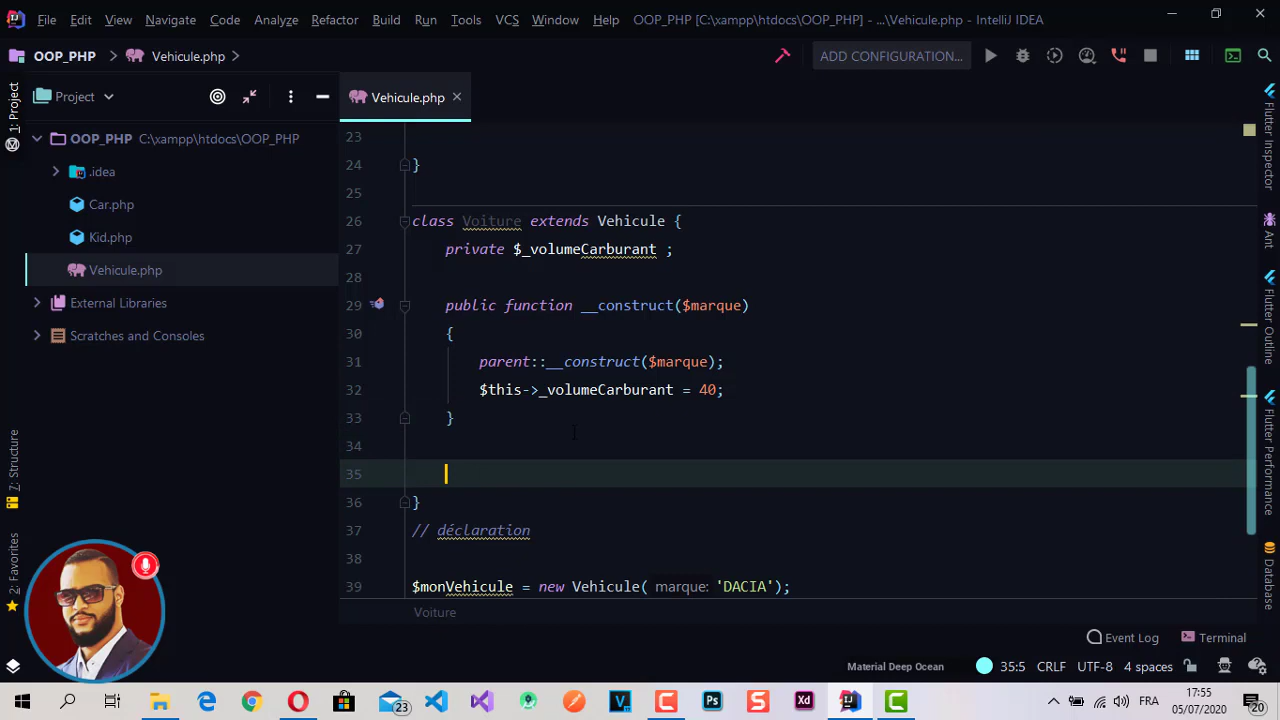 File Edit View Navigate Code Analyze Refactor Build Run Tools VCS Window Help OOP_PHP [C:\xampp\htdocs\OOP_PHP] - ...\Vehicule.php - IntelliJ IDEA
OOP_PHP Vehicule.php ADD CONFIGURATION...
1: Project
Project
Vehicule.php
OOP_PHP C:\xampp\htdocs\OOP_PHP
.idea
Car.php
Kid.php
Vehicule.php
External Libraries
Scratches and Consoles
7: Structure
2: Favorites
23
24 }
25
26 class Voiture extends Vehicule {
27 private $_volumeCarburant ;
28
29 public function __construct($marque)
30 {
31 parent::__construct($marque);
32 $this->_volumeCarburant = 40;
33 }
34
35
36 }
37 // déclaration
38
39 $monVehicule = new Vehicule( marque: 'DACIA');
Voiture
Flutter Inspector
Ant
Flutter Outline
Flutter Performance
Database
Event Log Terminal
Material Deep Ocean 35:5 CRLF UTF-8 4 spaces
23 Ps S Xd FRA 17:55
05/07/2020 20